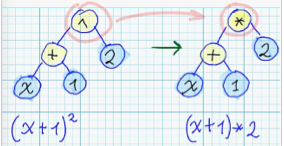 ^
*
+
2
+
2
x
1
x
1
(x+1)²
(x+1)*2